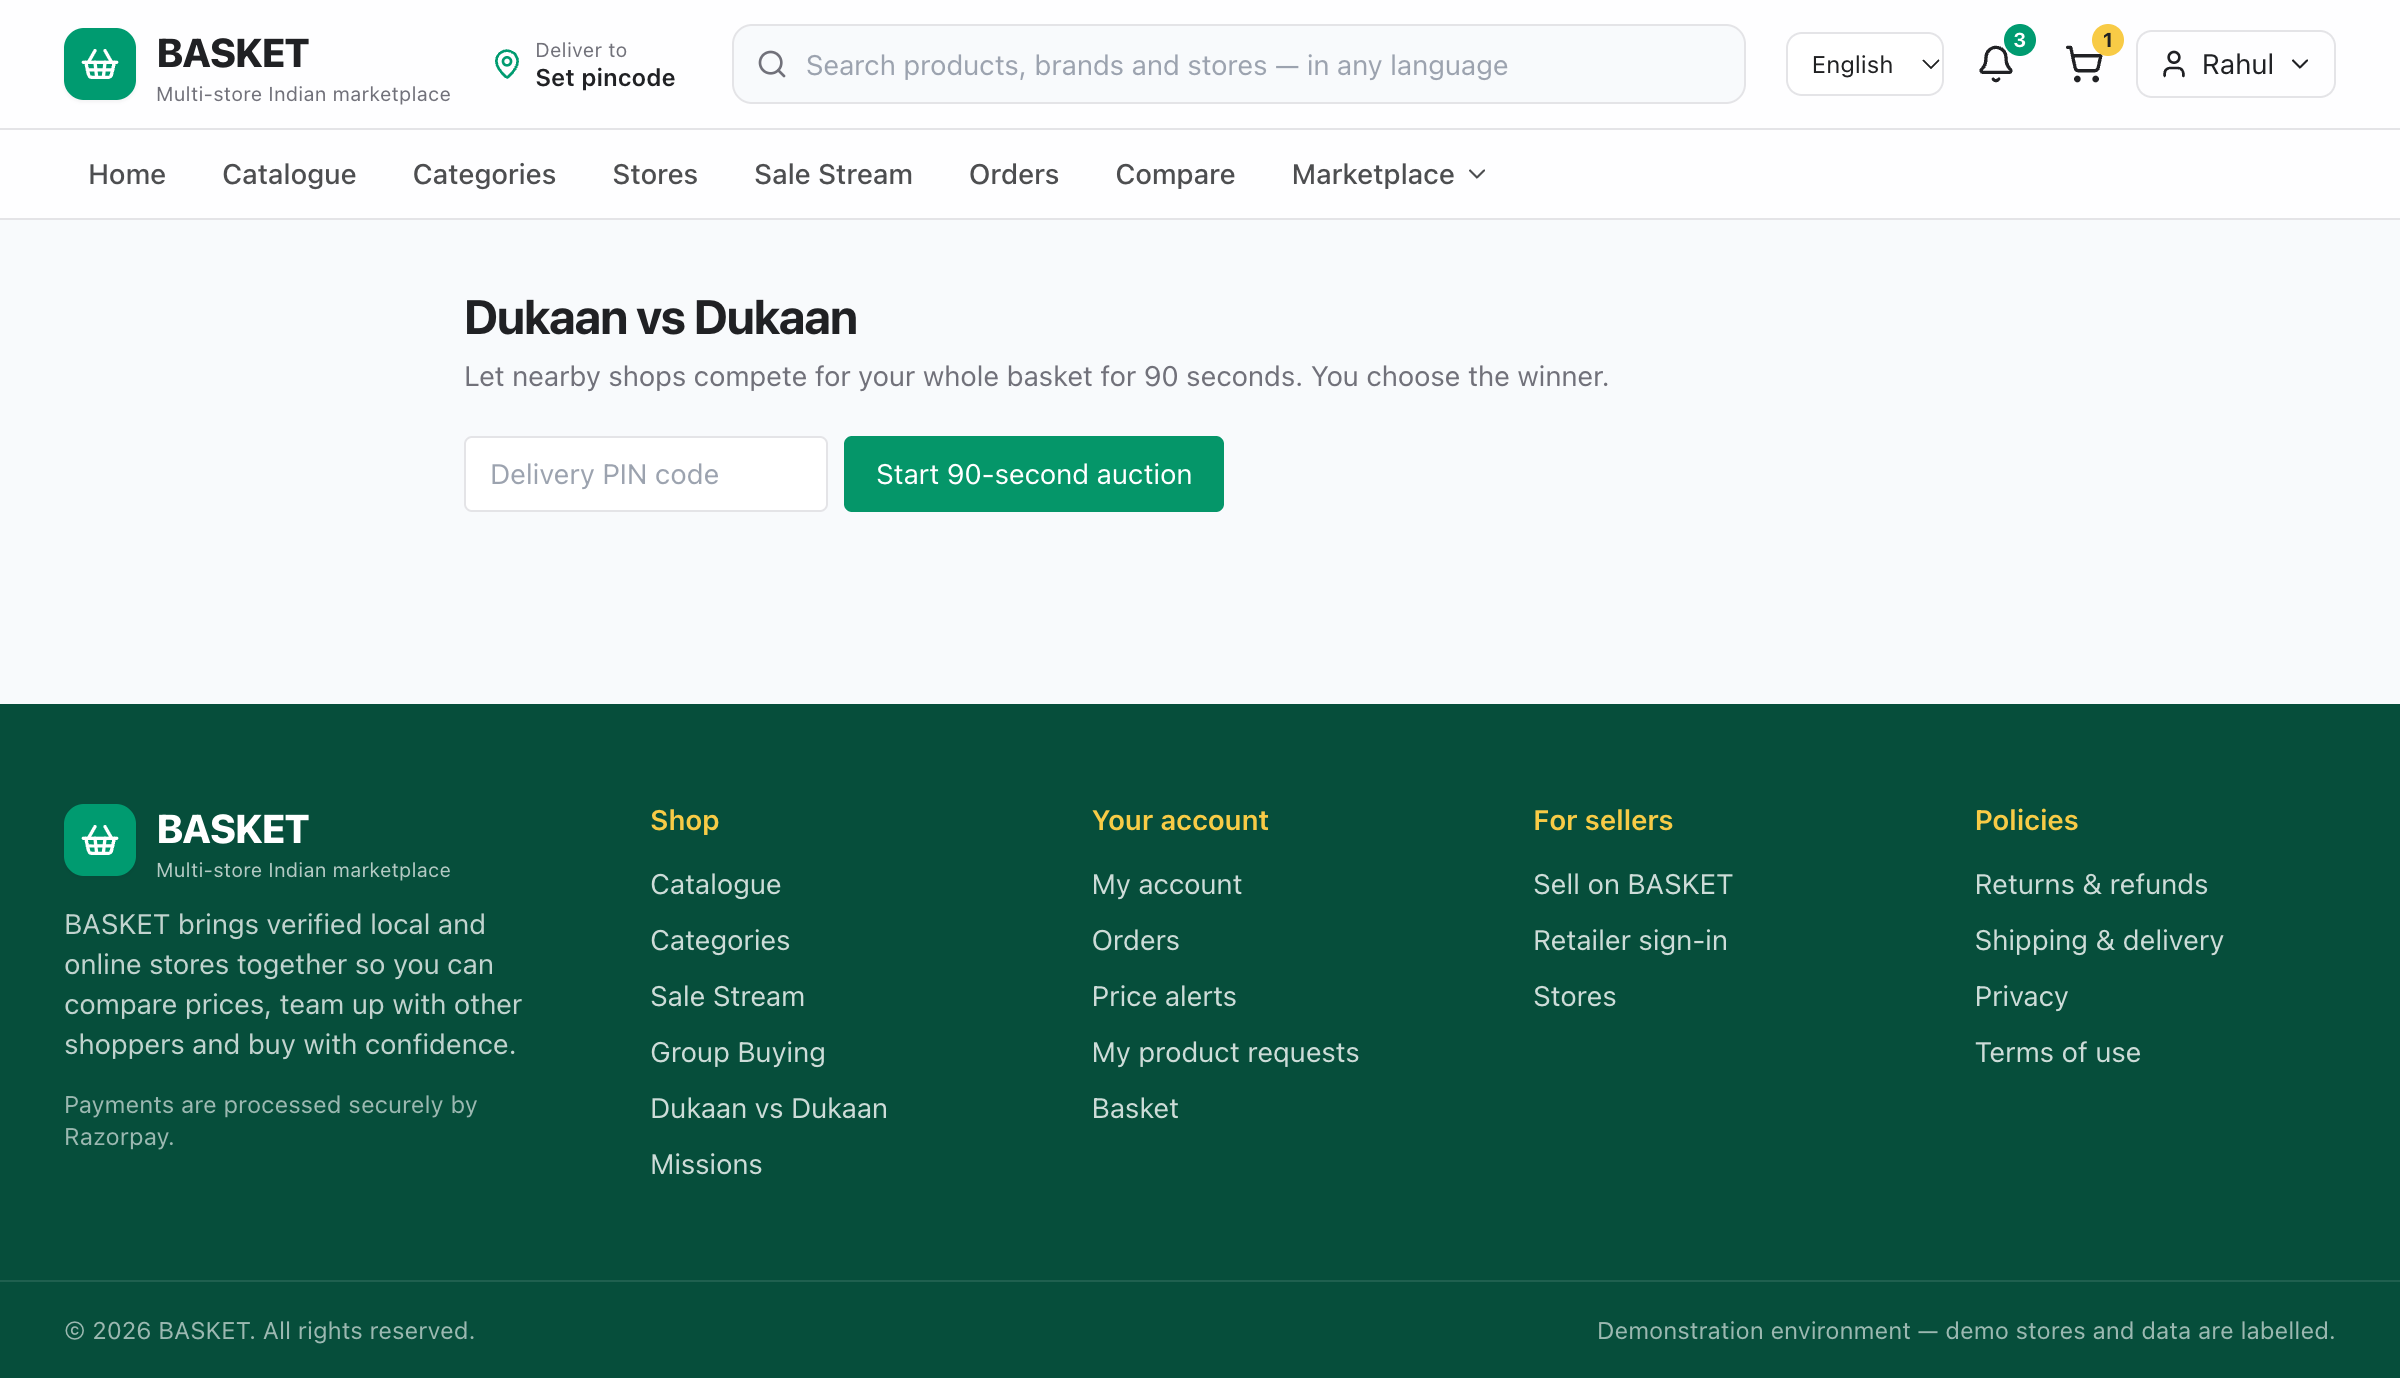 BASKET
Multi-store Indian marketplace
Deliver to
Set pincode
Search products, brands and stores — in any language
English
3
1
Rahul
Home
Catalogue
Categories
Stores
Sale Stream
Orders
Compare
Marketplace
Dukaan vs Dukaan
Let nearby shops compete for your whole basket for 90 seconds. You choose the winner.
Delivery PIN code
Start 90-second auction
BASKET
Multi-store Indian marketplace
BASKET brings verified local and
online stores together so you can
compare prices, team up with other
shoppers and buy with confidence.
Payments are processed securely by
Razorpay.
Shop
Catalogue
Categories
Sale Stream
Group Buying
Dukaan vs Dukaan
Missions
Your account
My account
Orders
Price alerts
My product requests
Basket
For sellers
Sell on BASKET
Retailer sign-in
Stores
Policies
Returns & refunds
Shipping & delivery
Privacy
Terms of use
© 2026 BASKET. All rights reserved.
Demonstration environment — demo stores and data are labelled.